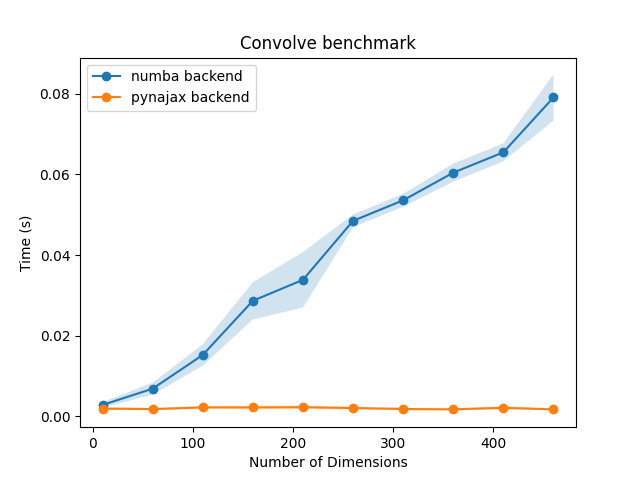 Convolve benchmark
numba backend
pynajax backend
Time (s)
0.08
0.06
0.04
0.02
0.00
0 100 200 300 400
Number of Dimensions